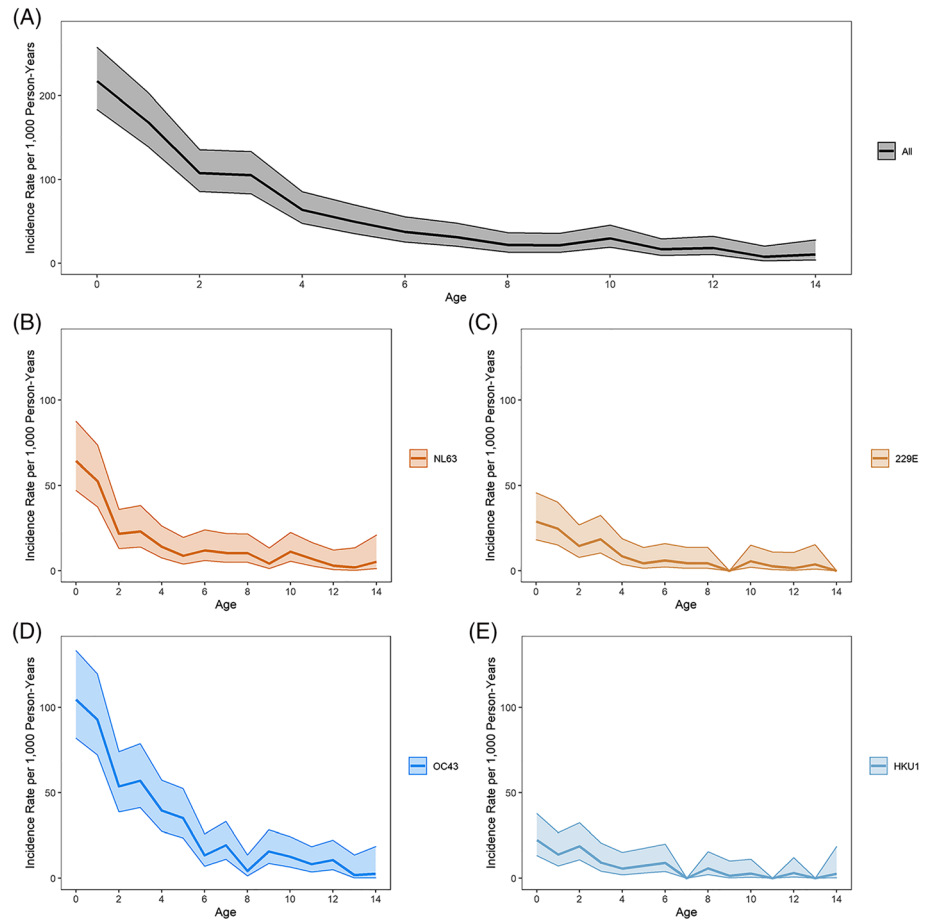 (A)
Incidence Rate per 1,000 Person-Years
200
100
0
0 2 4 6 8 10 12 14
Age
All
(B)
Incidence Rate per 1,000 Person-Years
100
50
0
0 2 4 6 8 10 12 14
Age
NL63
(C)
Incidence Rate per 1,000 Person-Years
100
50
0
0 2 4 6 8 10 12 14
Age
229E
(D)
Incidence Rate per 1,000 Person-Years
100
50
0
0 2 4 6 8 10 12 14
Age
OC43
(E)
Incidence Rate per 1,000 Person-Years
100
50
0
0 2 4 6 8 10 12 14
Age
HKU1